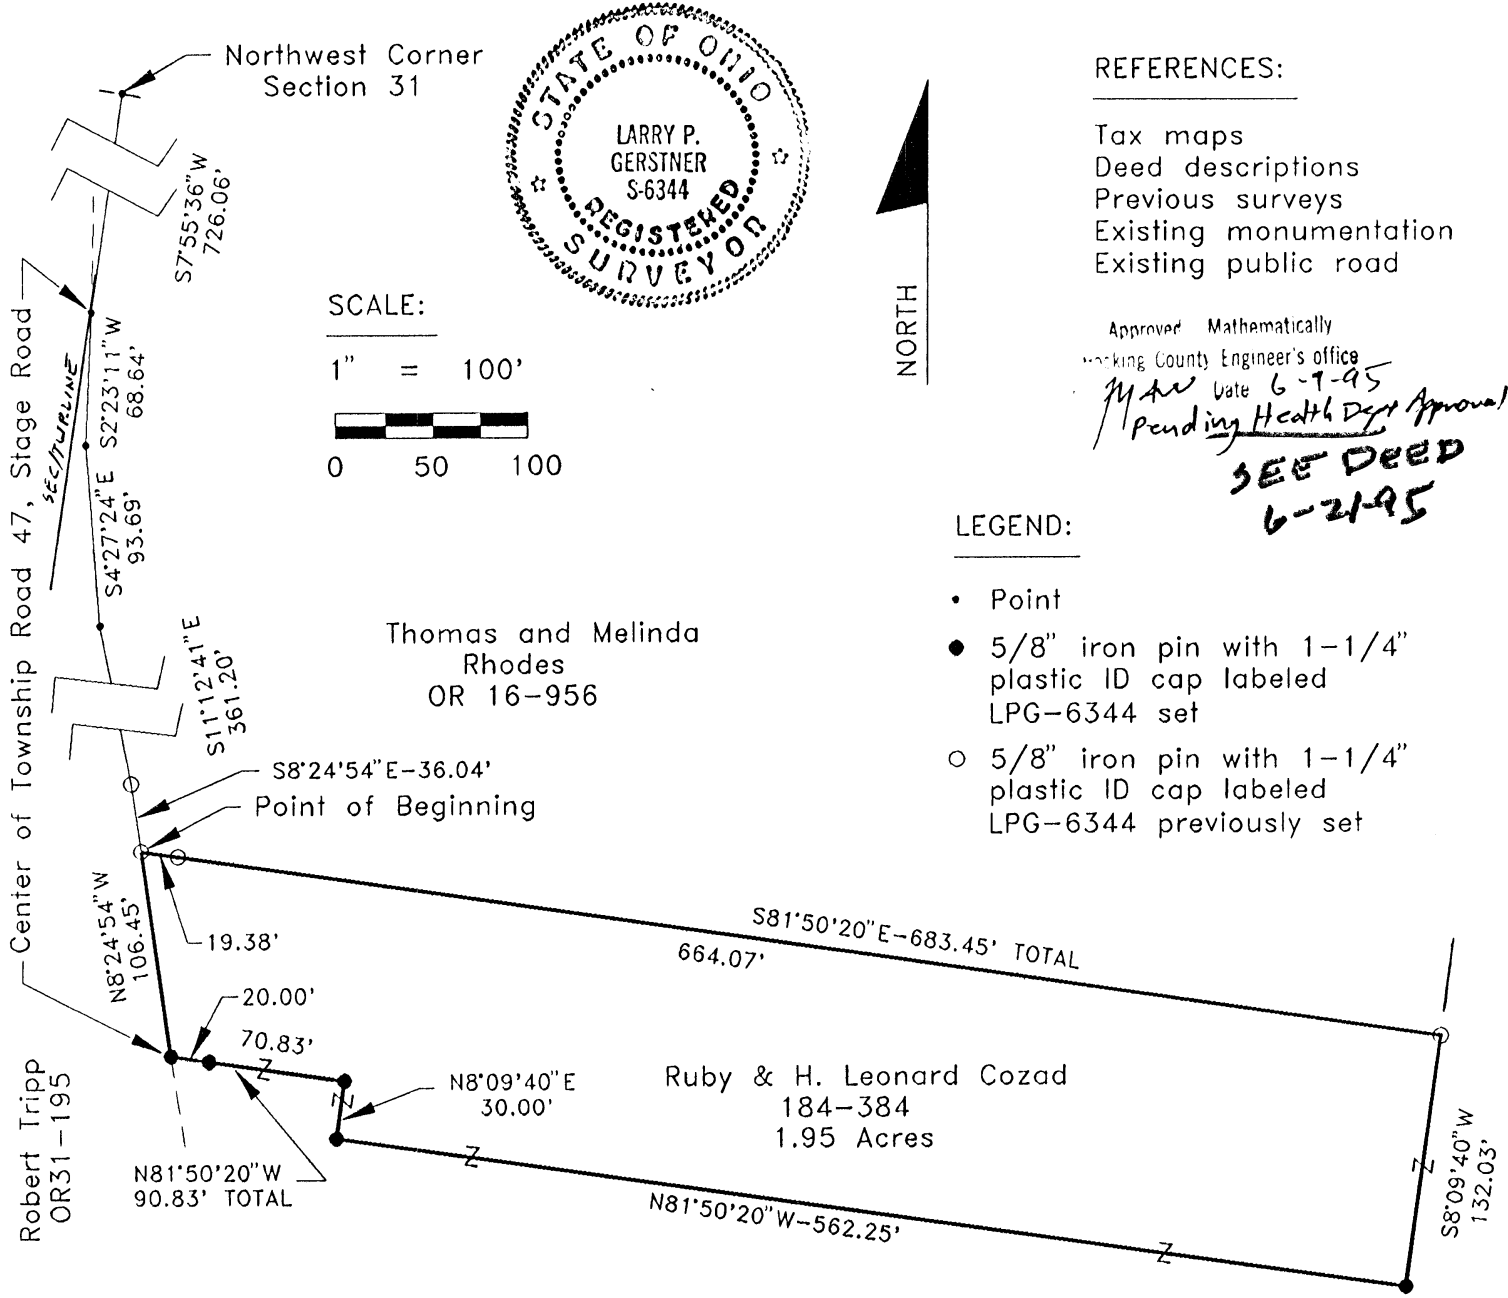 Northwest Corner
Section 31
STATE OF OHIO
LARRY P.
GERSTNER
S-6344
REGISTERED
SURVEYOR
REFERENCES:
Tax maps
Deed descriptions
Previous surveys
Existing monumentation
Existing public road
NORTH
SCALE:
1" = 100'
0 50 100
Approved Mathematically
Hocking County Engineer's office
Date 6-9-95
Pending Health Dept Approval
SEE DEED
6-21-95
S7°55'36"W
726.06'
S2°23'11"W
68.64'
SEC/TWP.LINE
S4°27'24"E
93.69'
S11°12'41"E
361.20'
Center of Township Road 47, Stage Road
LEGEND:
Point
5/8" iron pin with 1-1/4"
plastic ID cap labeled
LPG-6344 set
5/8" iron pin with 1-1/4"
plastic ID cap labeled
LPG-6344 previously set
Thomas and Melinda
Rhodes
OR 16-956
S8°24'54"E-36.04'
Point of Beginning
N8°24'54"W
106.45'
19.38'
S81°50'20"E-683.45' TOTAL
664.07'
20.00'
70.83'
N8°09'40"E
30.00'
Ruby & H. Leonard Cozad
184-384
1.95 Acres
S8°09'40"W
132.03'
Robert Tripp
OR31-195
N81°50'20"W
90.83' TOTAL
N81°50'20"W-562.25'